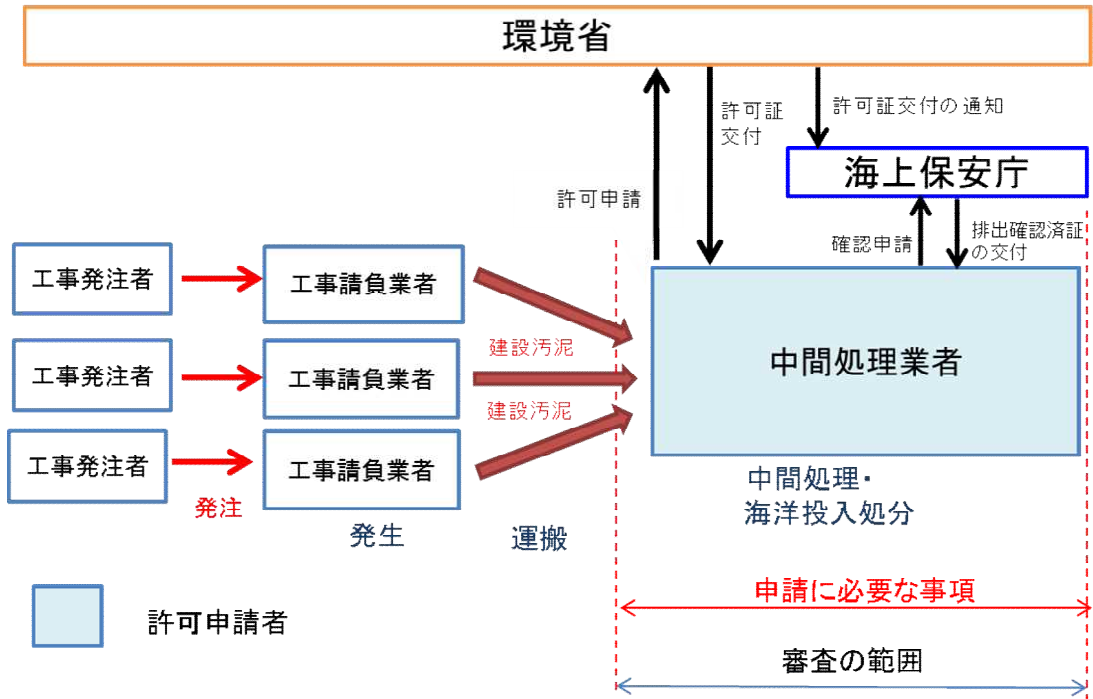 環境省
許可証
交付
許可証交付の通知
海上保安庁
許可申請
確認申請
排出確認済証
の交付
工事発注者
工事請負業者
建設汚泥
工事発注者
工事請負業者
中間処理業者
建設汚泥
工事発注者
工事請負業者
発注
発生
運搬
中間処理・
海洋投入処分
申請に必要な事項
許可申請者
審査の範囲